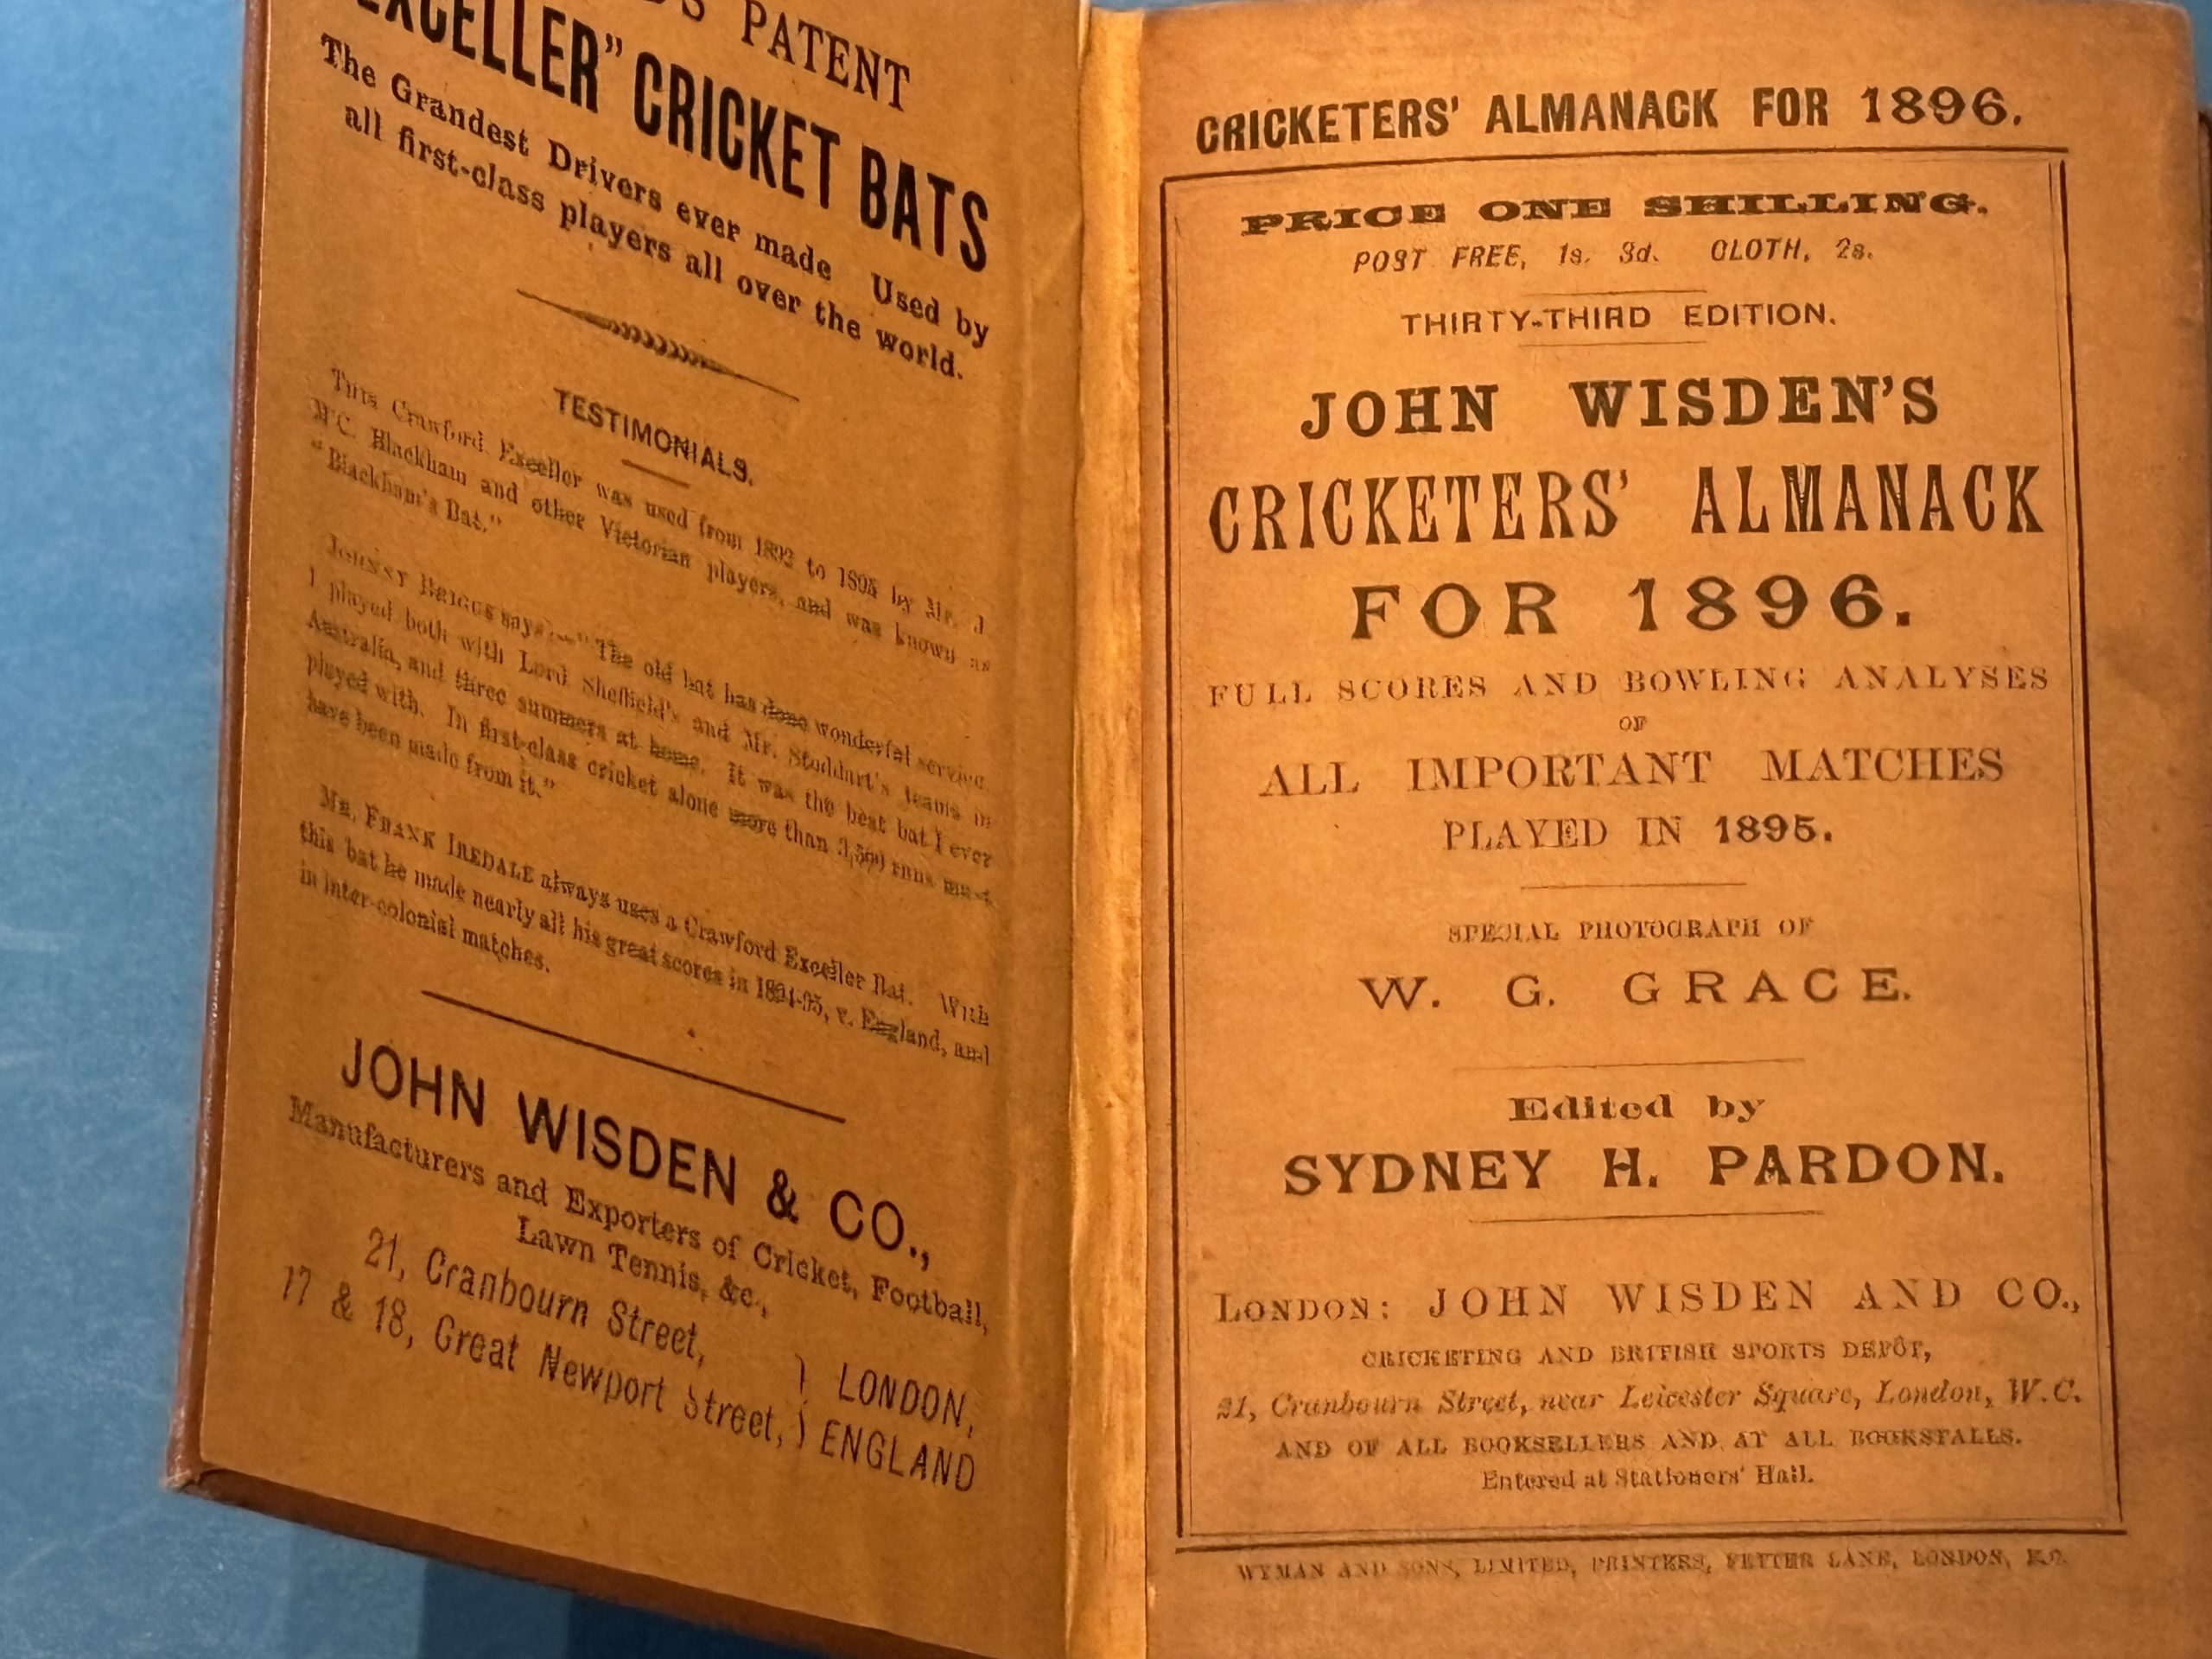 PATENT
EXCELLER" CRICKET BATS
The Grandest Drivers ever made Used by
all first-class players all over the world.
TESTIMONIALS.
This Crawford Exceller was used from 1892 to 1895 by Mr. J
M'C. Blackham and other Victorian players, and was known as
"Blackham's Bat."
JOHNNY BRIGGS says:—"The old bat has done wonderful service
I played both with Lord Sheffield's and Mr. Stoddart's teams in
Australia, and three summers at home. It was the best bat I ever
played with. In first-class cricket alone more than 3,500 runs must
have been made from it."
MR. FRANK IREDALE always uses a Crawford Exceller Bat. With
this bat he made nearly all his great scores in 1894-95, v. England, and
in inter-colonial matches.
JOHN WISDEN & CO.,
Manufacturers and Exporters of Cricket, Football,
Lawn Tennis, &c.,
21, Cranbourn Street,
17 & 18, Great Newport Street,
} LONDON,
ENGLAND
CRICKETERS' ALMANACK FOR 1896.
PRICE ONE SHILLING.
POST FREE, 1s. 3d. CLOTH, 2s.
THIRTY-THIRD EDITION.
JOHN WISDEN'S
CRICKETERS' ALMANACK
FOR 1896.
FULL SCORES AND BOWLING ANALYSES
OF
ALL IMPORTANT MATCHES
PLAYED IN 1895.
SPECIAL PHOTOGRAPH OF
W. G. GRACE.
Edited by
SYDNEY H. PARDON.
LONDON: JOHN WISDEN AND CO.,
CRICKETING AND BRITISH SPORTS DEPÔT,
21, Cranbourn Street, near Leicester Square, London, W.C.
AND OF ALL BOOKSELLERS AND AT ALL BOOKSTALLS.
Entered at Stationers' Hall.
WYMAN AND SONS, LIMITED, PRINTERS, FETTER LANE, LONDON, E.C.